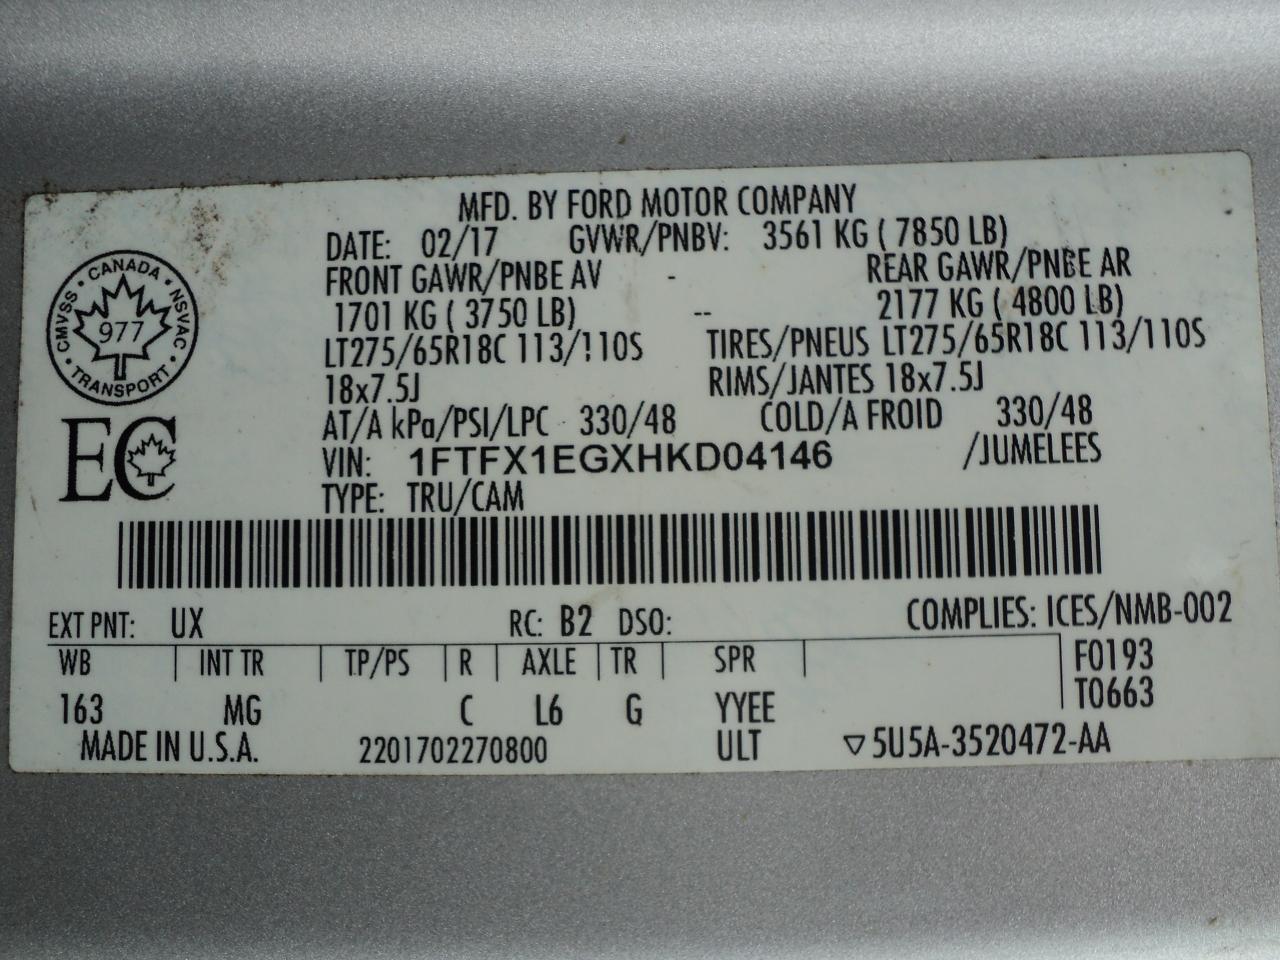 MFD. BY FORD MOTOR COMPANY
DATE: 02/17 GVWR/PNBV: 3561 KG ( 7850 LB)
FRONT GAWR/PNBE AV - REAR GAWR/PNBE AR
1701 KG ( 3750 LB) -- 2177 KG ( 4800 LB)
LT275/65R18C 113/110S TIRES/PNEUS LT275/65R18C 113/110S
18x7.5J RIMS/JANTES 18x7.5J
AT/A kPa/PSI/LPC 330/48 COLD/A FROID 330/48
VIN: 1FTFX1EGXHKD04146 /JUMELEES
TYPE: TRU/CAM
CANADA
CMVSS · NSVAC
977
TRANSPORT
EC
EXT PNT: UX RC: B2 DSO: COMPLIES: ICES/NMB-002
WB INT TR TP/PS R AXLE TR SPR F0193
T0663
163 MG C L6 G YYEE
MADE IN U.S.A. 2201702270800 ULT ▽5U5A-3520472-AA